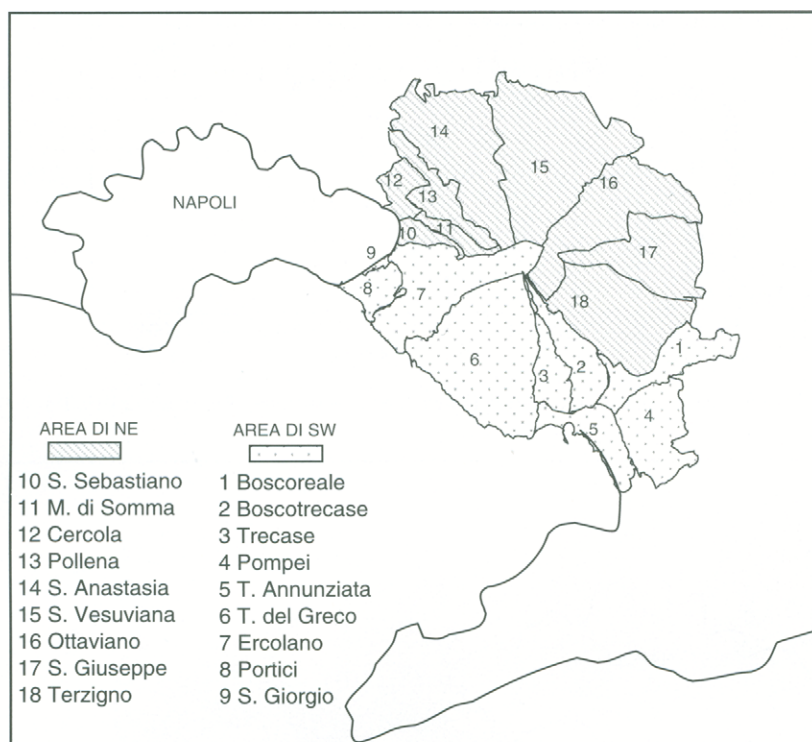 14
15
12
16
13
NAPOLI
10
11
17
9
8
7
18
1
6
2
3
4
5
AREA DI NE
10 S. Sebastiano
11 M. di Somma
12 Cercola
13 Pollena
14 S. Anastasia
15 S. Vesuviana
16 Ottaviano
17 S. Giuseppe
18 Terzigno
AREA DI SW
1 Boscoreale
2 Boscotrecase
3 Trecase
4 Pompei
5 T. Annunziata
6 T. del Greco
7 Ercolano
8 Portici
9 S. Giorgio